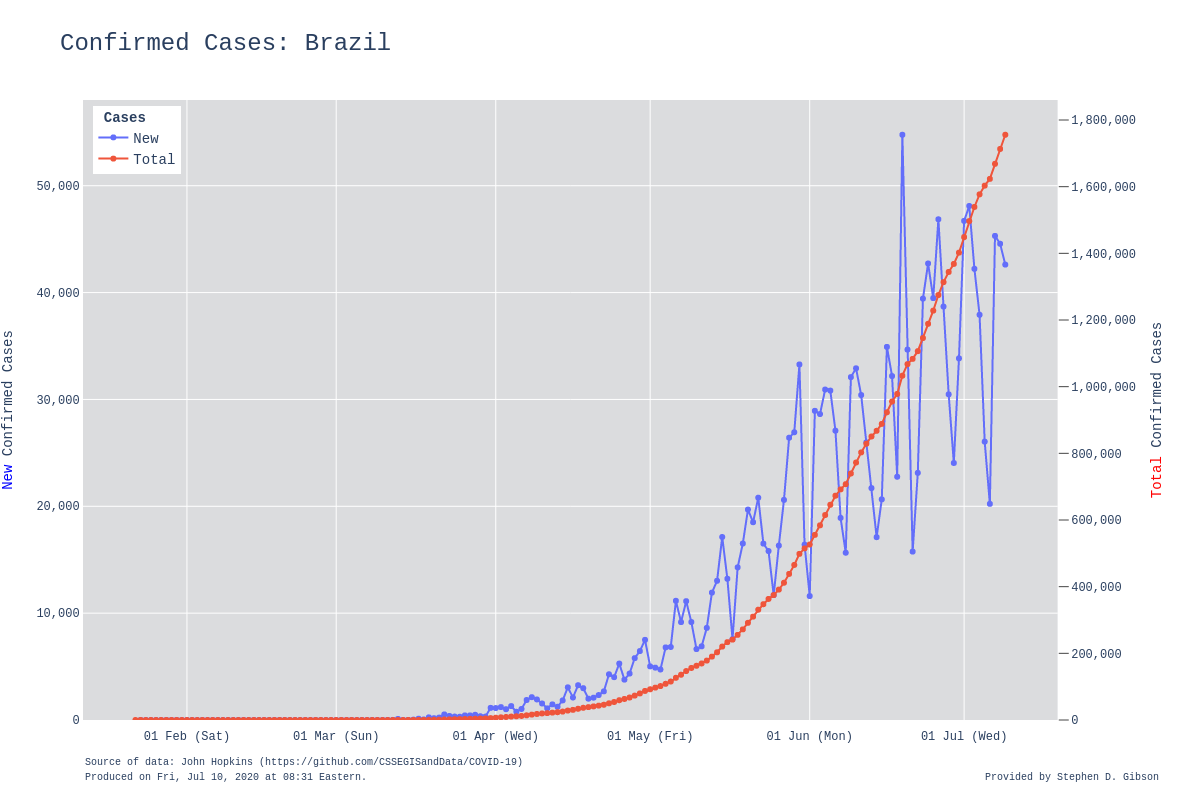 Confirmed Cases: Brazil
Cases
New
Total
50,000
40,000
30,000
20,000
10,000
0
New Confirmed Cases
1,800,000
1,600,000
1,400,000
1,200,000
1,000,000
800,000
600,000
400,000
200,000
0
Total Confirmed Cases
01 Feb (Sat)
01 Mar (Sun)
01 Apr (Wed)
01 May (Fri)
01 Jun (Mon)
01 Jul (Wed)
Source of data: John Hopkins (https://github.com/CSSEGISandData/COVID-19)
Produced on Fri, Jul 10, 2020 at 08:31 Eastern.
Provided by Stephen D. Gibson